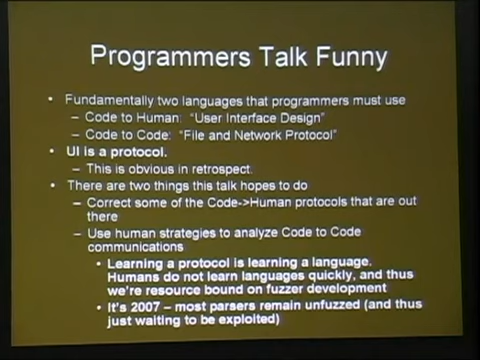 Programmers Talk Funny
• Fundamentally two languages that programmers must use
– Code to Human: "User Interface Design"
– Code to Code: "File and Network Protocol"
• UI is a protocol.
– This is obvious in retrospect.
• There are two things this talk hopes to do
– Correct some of the Code->Human protocols that are out
there
– Use human strategies to analyze Code to Code
communications
• Learning a protocol is learning a language.
Humans do not learn languages quickly, and thus
we're resource bound on fuzzer development
• It's 2007 – most parsers remain unfuzzed (and thus
just waiting to be exploited)